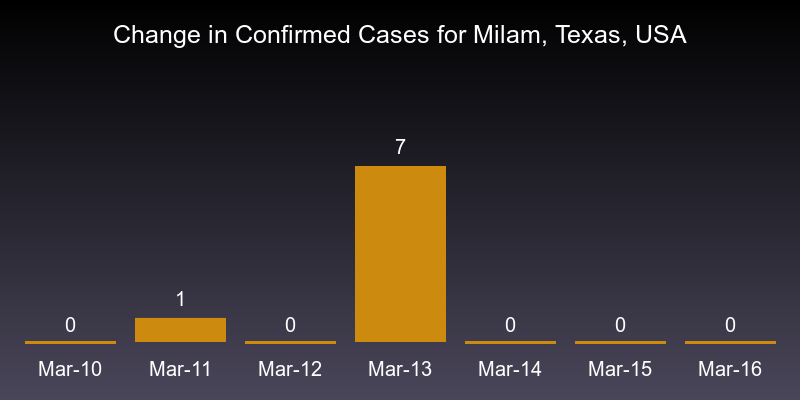 Change in Confirmed Cases for Milam, Texas, USA
7
1
0 0 0 0 0
Mar-10 Mar-11 Mar-12 Mar-13 Mar-14 Mar-15 Mar-16